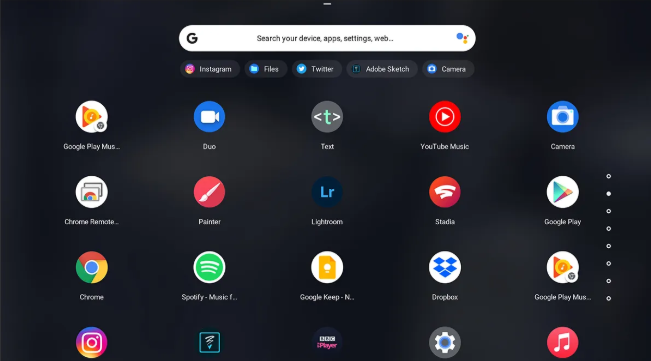 G
Search your device, apps, settings, web...
Instagram
Files
Twitter
Adobe Sketch
Camera
<t>
Google Play Mus...
Duo
Text
YouTube Music
Camera
Lr
Chrome Remote...
Painter
Lightroom
Stadia
Google Play
Chrome
Spotify - Music f...
Google Keep - N...
Dropbox
Google Play Mus...
BBC
iPlayer